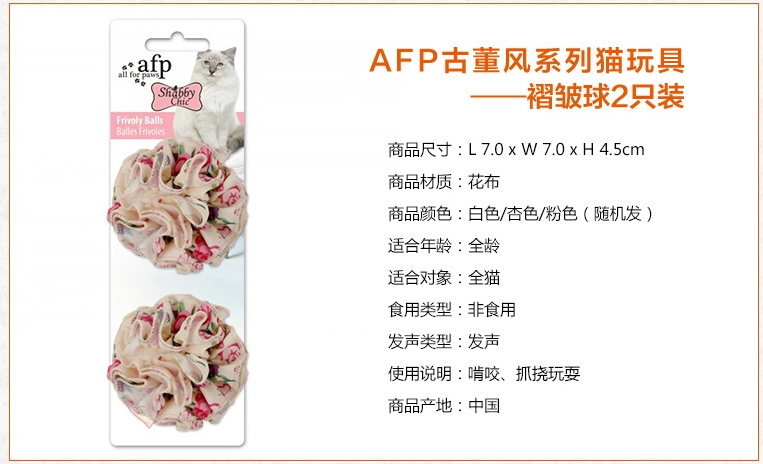 afp
all for paws
Shabby
Chic
Frivoly Balls
Balles Frivoles
AFP古董风系列猫玩具
——褶皱球2只装
商品尺寸：L 7.0 x W 7.0 x H 4.5cm
商品材质：花布
商品颜色：白色/杏色/粉色（随机发）
适合年龄：全龄
适合对象：全猫
食用类型：非食用
发声类型：发声
使用说明：啃咬、抓挠玩耍
商品产地：中国